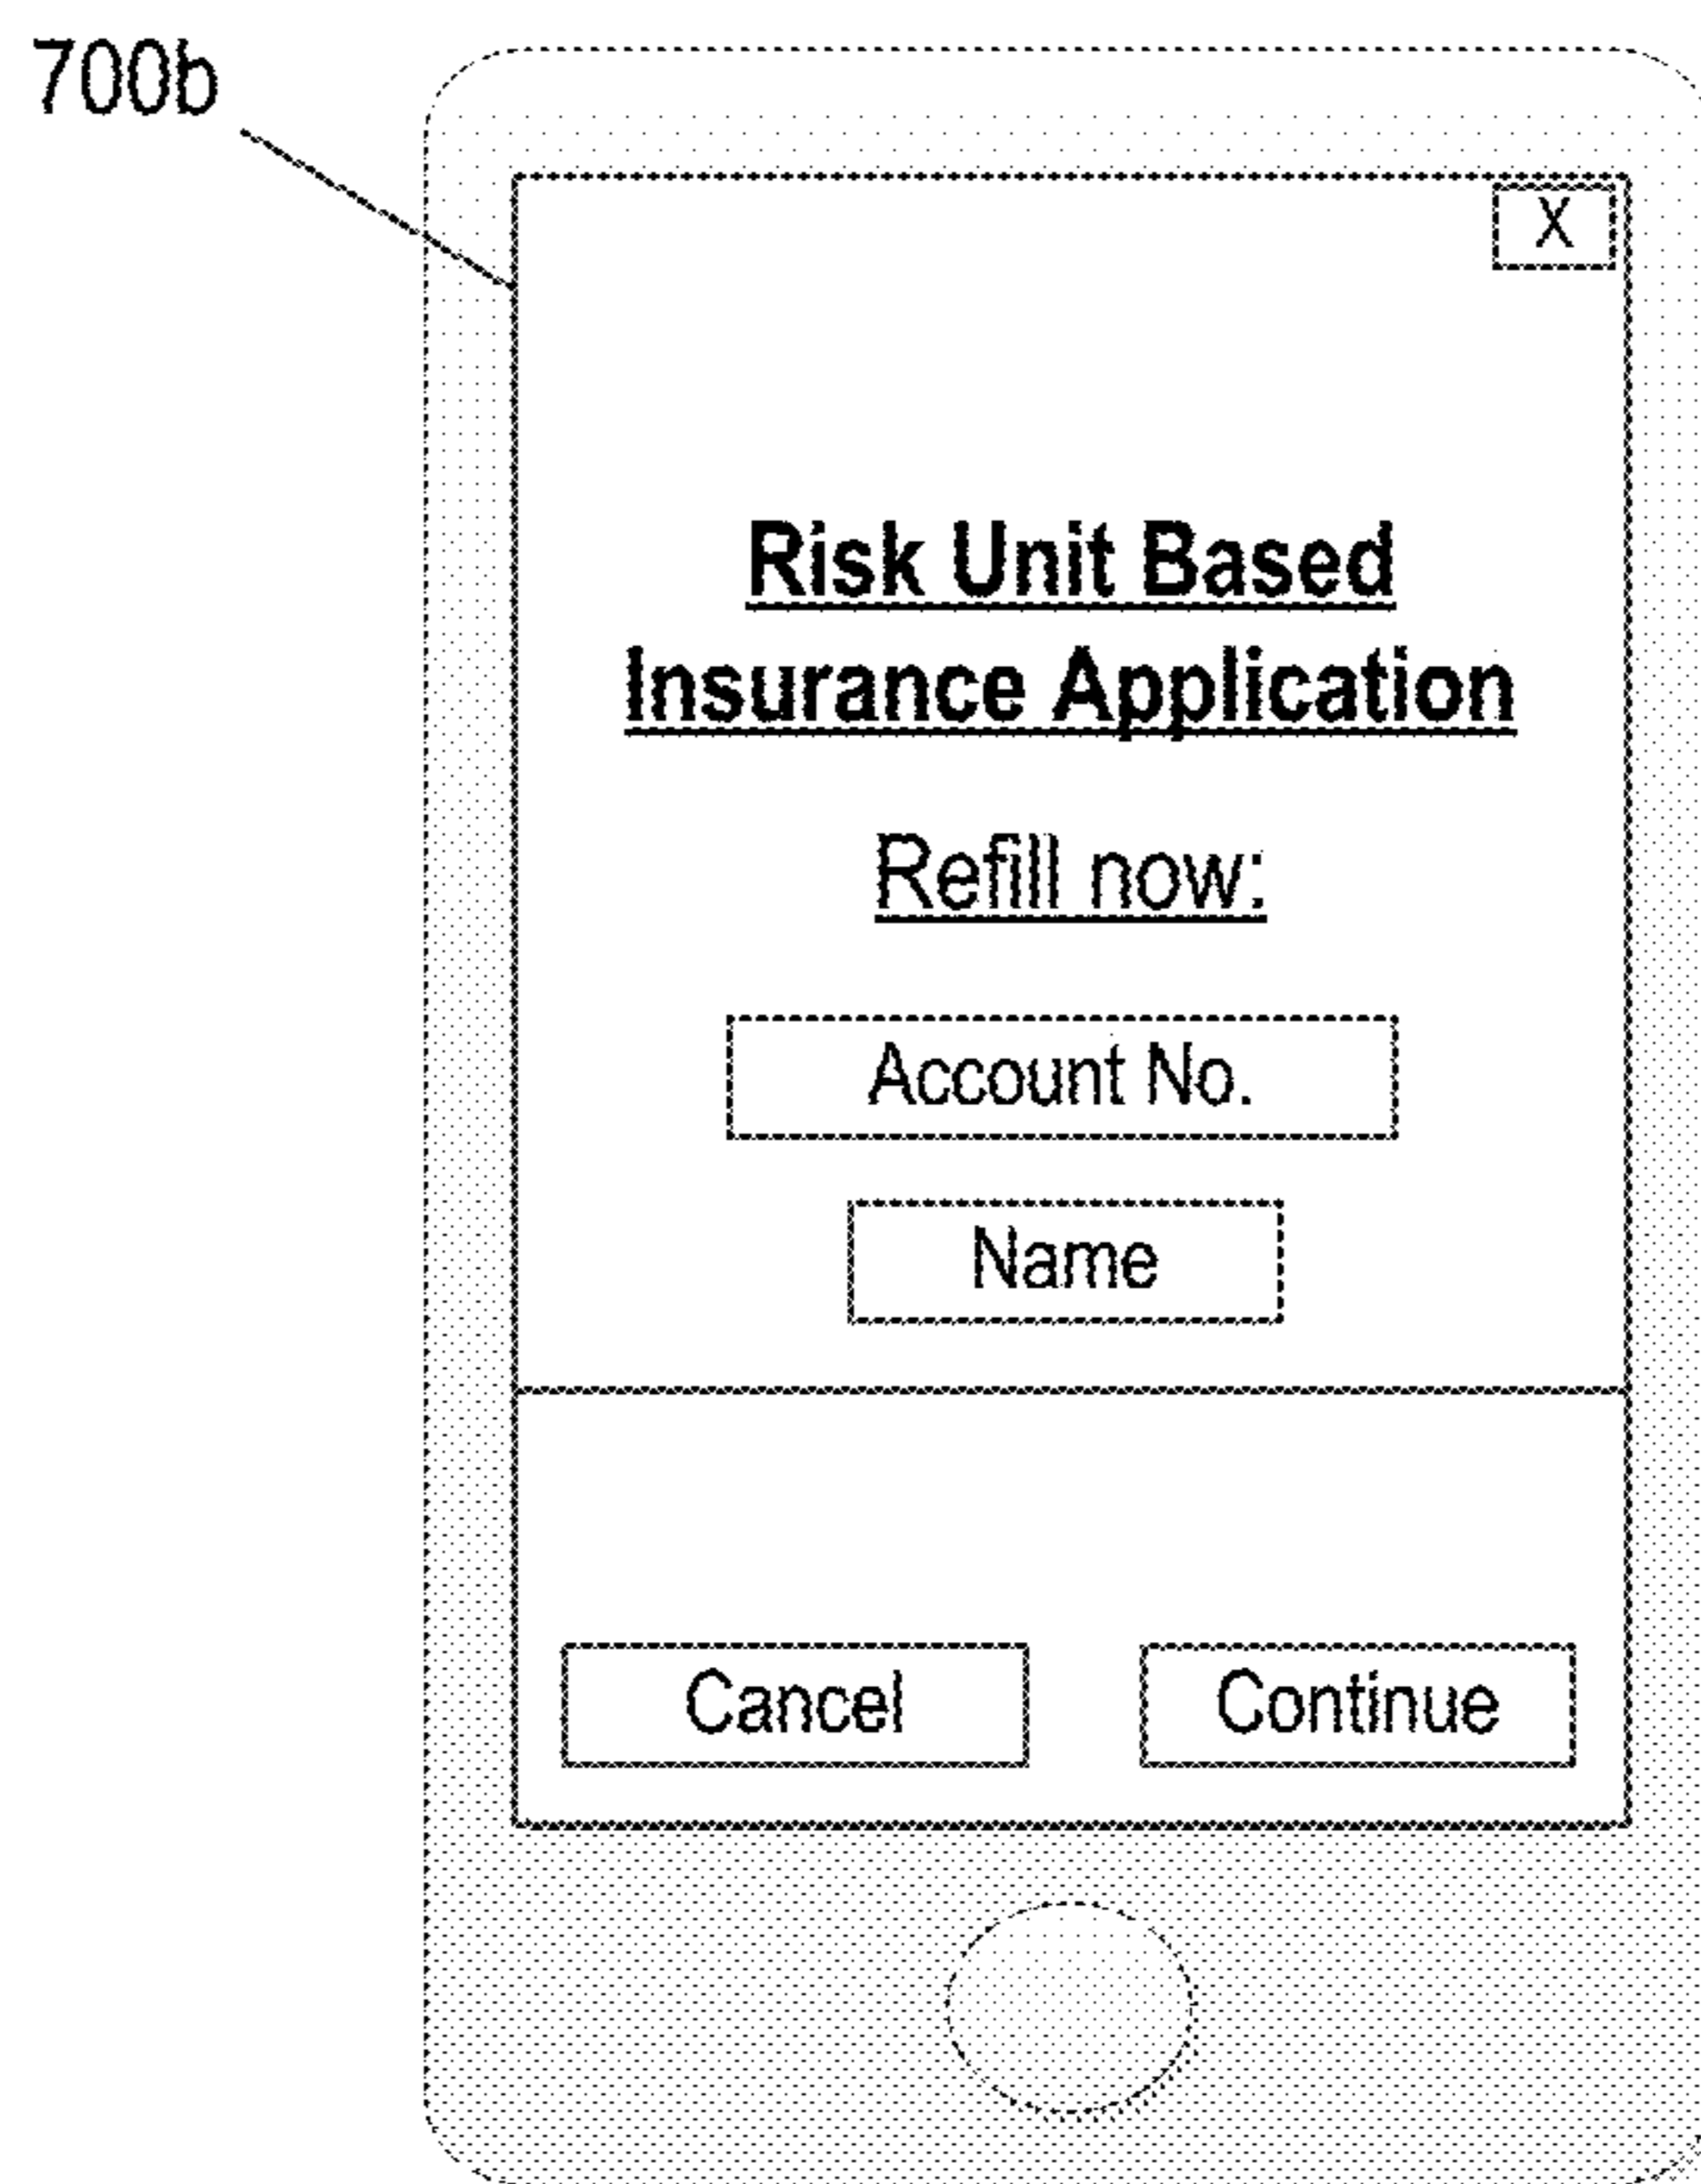 700b
X
Risk Unit Based
Insurance Application
Refill now:
Account No.
Name
Cancel
Continue